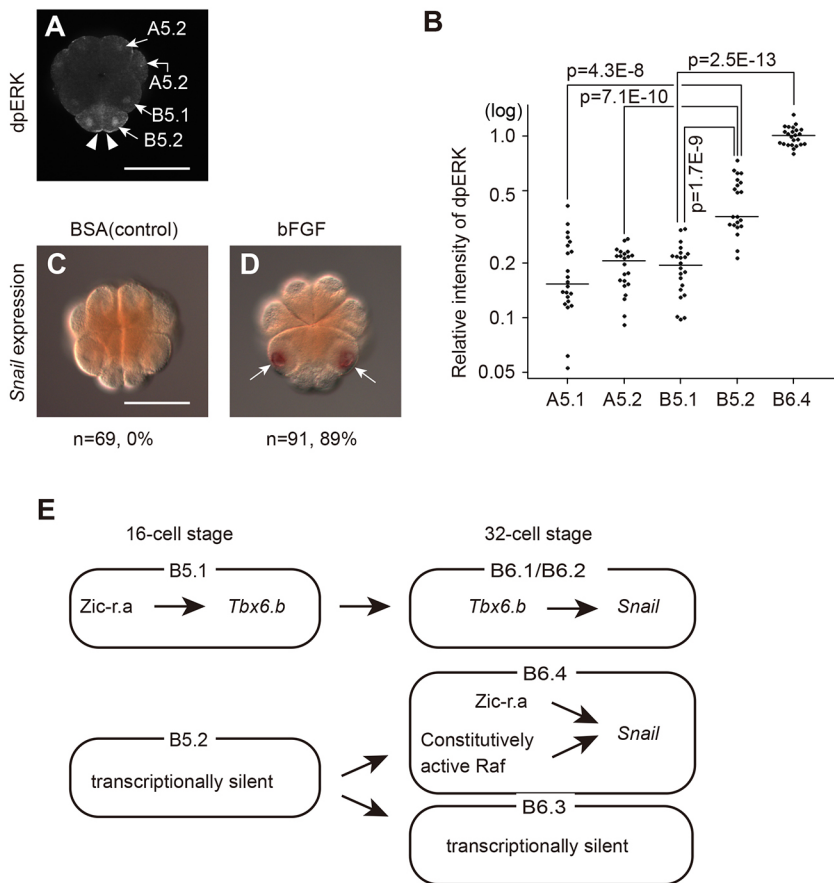 A
A5.2
A5.2
B5.1
B5.2
dpERK
B
(log)
Relative intensity of dpERK
1.0
0.5
0.2
0.1
0.05
p=4.3E-8
p=2.5E-13
p=7.1E-10
p=1.7E-9
A5.1 A5.2 B5.1 B5.2 B6.4
BSA(control) bFGF
C
D
Snail expression
n=69, 0% n=91, 89%
E
16-cell stage 32-cell stage
B5.1
Zic-r.a Tbx6.b
B6.1/B6.2
Tbx6.b Snail
B5.2
transcriptionally silent
B6.4
Zic-r.a
Constitutively
active Raf
Snail
B6.3
transcriptionally silent